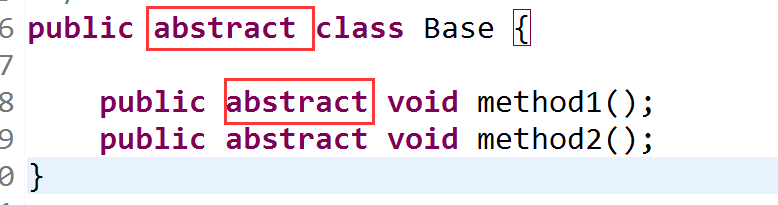 6 public abstract class Base {
7
8     public abstract void method1();
9     public abstract void method2();
0 }